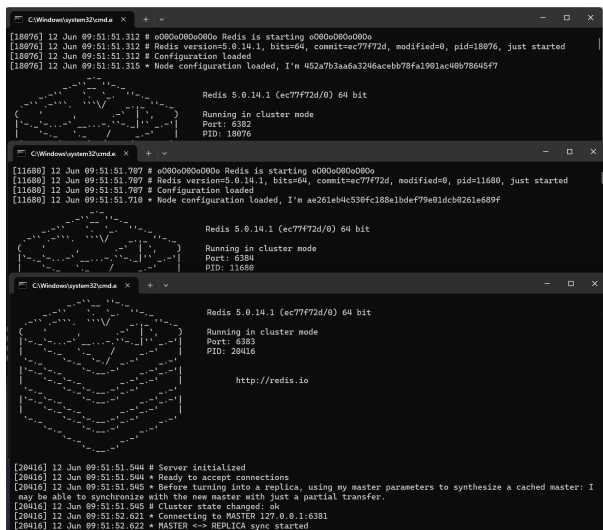 C:\Windows\system32\cmd.e
[18076] 12 Jun 09:51:51.312 # oO0OoO0OoO0Oo Redis is starting oO0OoO0OoO0Oo
[18076] 12 Jun 09:51:51.312 # Redis version=5.0.14.1, bits=64, commit=ec77f72d, modified=0, pid=18076, just started
[18076] 12 Jun 09:51:51.312 # Configuration loaded
[18076] 12 Jun 09:51:51.315 * Node configuration loaded, I'm 452a7b3aa6a3246acebb78fa1901ac40b78645f7
Redis 5.0.14.1 (ec77f72d/0) 64 bit
Running in cluster mode
Port: 6382
PID: 18076
C:\Windows\system32\cmd.e
[11680] 12 Jun 09:51:51.707 # oO0OoO0OoO0Oo Redis is starting oO0OoO0OoO0Oo
[11680] 12 Jun 09:51:51.707 # Redis version=5.0.14.1, bits=64, commit=ec77f72d, modified=0, pid=11680, just started
[11680] 12 Jun 09:51:51.707 # Configuration loaded
[11680] 12 Jun 09:51:51.710 * Node configuration loaded, I'm ae261eb4c530fc188e1bdef79e01dcb0261e689f
Redis 5.0.14.1 (ec77f72d/0) 64 bit
Running in cluster mode
Port: 6384
PID: 11680
C:\Windows\system32\cmd.e
Redis 5.0.14.1 (ec77f72d/0) 64 bit
Running in cluster mode
Port: 6383
PID: 20416
http://redis.io
[20416] 12 Jun 09:51:51.544 # Server initialized
[20416] 12 Jun 09:51:51.544 * Ready to accept connections
[20416] 12 Jun 09:51:51.545 * Before turning into a replica, using my master parameters to synthesize a cached master: I
may be able to synchronize with the new master with just a partial transfer.
[20416] 12 Jun 09:51:51.545 # Cluster state changed: ok
[20416] 12 Jun 09:51:52.621 * Connecting to MASTER 127.0.0.1:6381
[20416] 12 Jun 09:51:52.622 * MASTER <-> REPLICA sync started